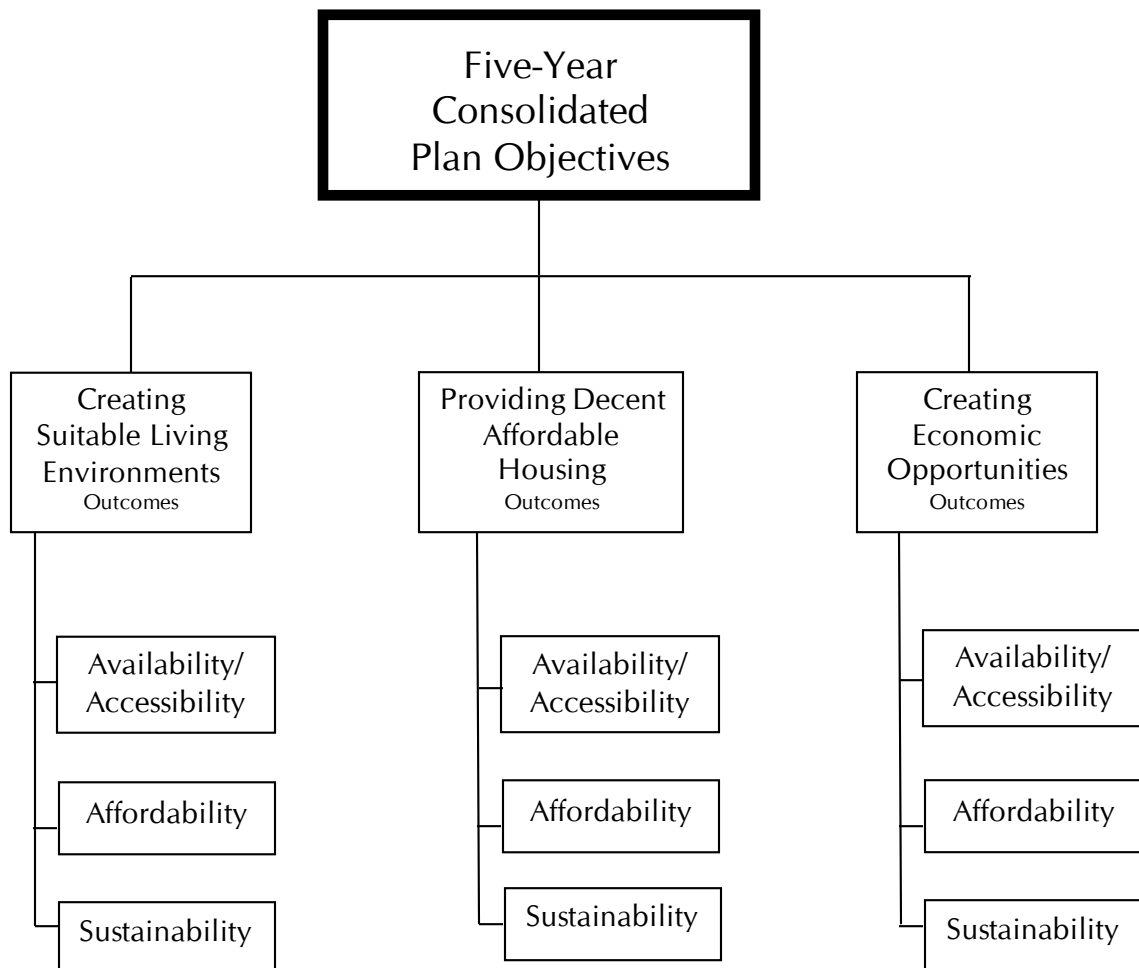 Five-Year
Consolidated
Plan Objectives
Creating
Suitable Living
Environments
Outcomes
Providing Decent
Affordable
Housing
Outcomes
Creating
Economic
Opportunities
Outcomes
Availability/
Accessibility
Affordability
Sustainability
Availability/
Accessibility
Affordability
Sustainability
Availability/
Accessibility
Affordability
Sustainability